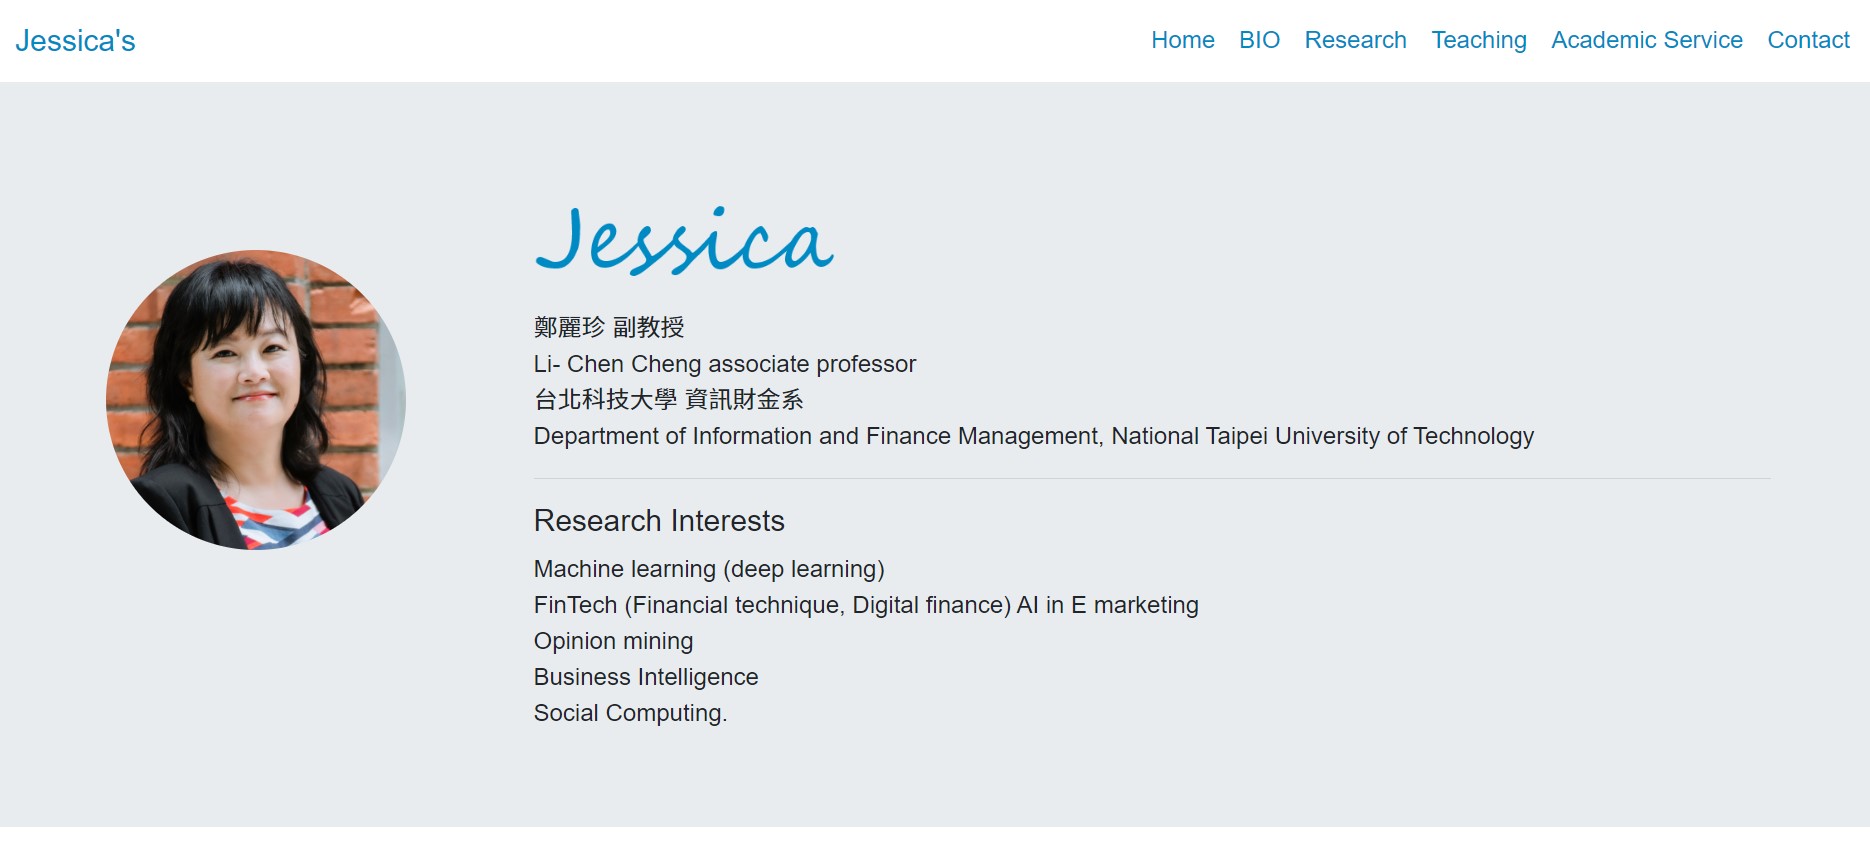 Jessica's
Home BIO Research Teaching Academic Service Contact
Jessica
鄭麗珍 副教授
Li- Chen Cheng associate professor
台北科技大學 資訊財金系
Department of Information and Finance Management, National Taipei University of Technology
Research Interests
Machine learning (deep learning)
FinTech (Financial technique, Digital finance) AI in E marketing
Opinion mining
Business Intelligence
Social Computing.